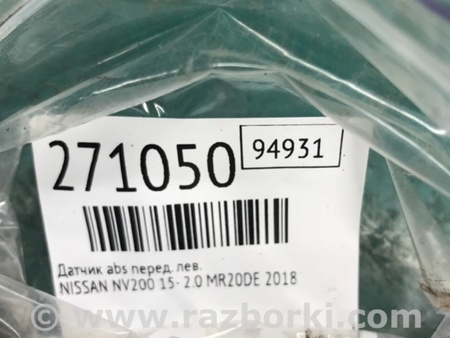 271050 94931
Датчик abs перед. лев.
NISSAN NV200 15- 2.0 MR20DE 2018
© www.razborki.com